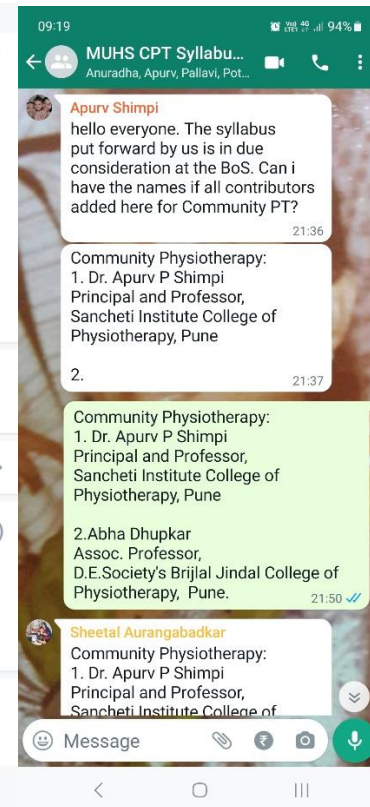 09:19
94%
MUHS CPT Syllabu...
Anuradha, Apurv, Pallavi, Pot...
Apurv Shimpi
hello everyone. The syllabus
put forward by us is in due
consideration at the BoS. Can i
have the names if all contributors
added here for Community PT?
21:36
Community Physiotherapy:
1. Dr. Apurv P Shimpi
Principal and Professor,
Sancheti Institute College of
Physiotherapy, Pune
2.
21:37
Community Physiotherapy:
1. Dr. Apurv P Shimpi
Principal and Professor,
Sancheti Institute College of
Physiotherapy, Pune
2.Abha Dhupkar
Assoc. Professor,
D.E.Society's Brijlal Jindal College of
Physiotherapy, Pune.
21:50
Sheetal Aurangabadkar
Community Physiotherapy:
1. Dr. Apurv P Shimpi
Principal and Professor,
Sancheti Institute College of
Message